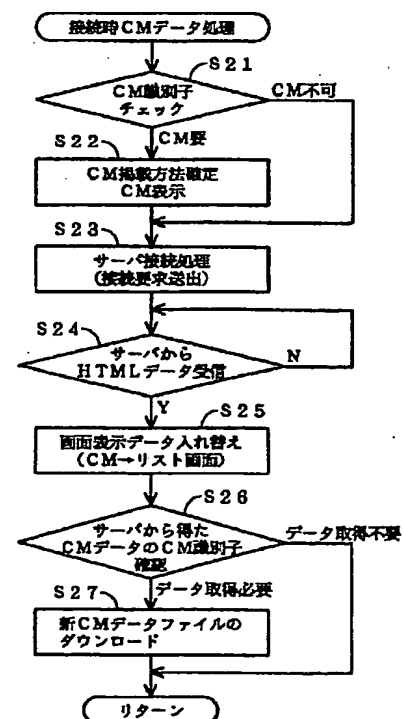 接続時CMデータ処理
S21
CM識別子
チェック
CM不可
CM要
S22
CM掲載方法確定
CM表示
S23
サーバ接続処理
(接続要求送出)
S24
サーバから
HTMLデータ受信
N
Y
S25
画面表示データ入れ替え
(CM→リスト画面)
S26
サーバから得た
CMデータのCM識別子
確認
データ取得不要
データ取得必要
S27
新CMデータファイルの
ダウンロード
リターン